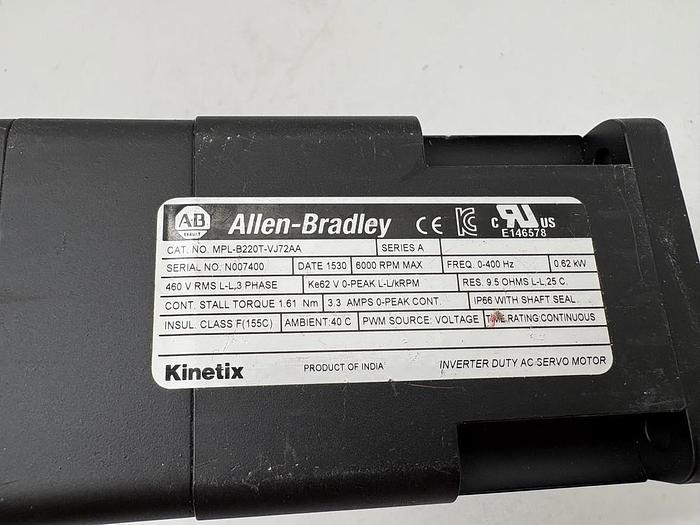 A-B Allen-Bradley CE c RU US
E146578
CAT. NO. MPL-B220T-VJ72AA SERIES A
SERIAL NO. N007400 DATE 1530 6000 RPM MAX FREQ. 0-400 Hz 0.62 kW
460 V RMS L-L,3 PHASE Ke62 V 0-PEAK L-L/kRPM RES. 9.5 OHMS L-L,25 C.
CONT. STALL TORQUE 1.61 Nm 3.3 AMPS 0-PEAK CONT. IP66 WITH SHAFT SEAL
INSUL. CLASS F(155C) AMBIENT:40 C PWM SOURCE: VOLTAGE TIME RATING:CONTINUOUS
Kinetix PRODUCT OF INDIA INVERTER DUTY AC SERVO MOTOR